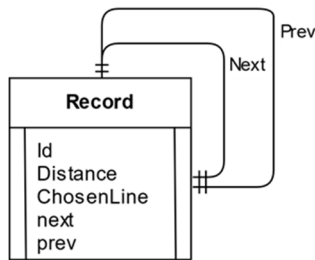 Prev
Next
Record
Id
Distance
ChosenLine
next
prev